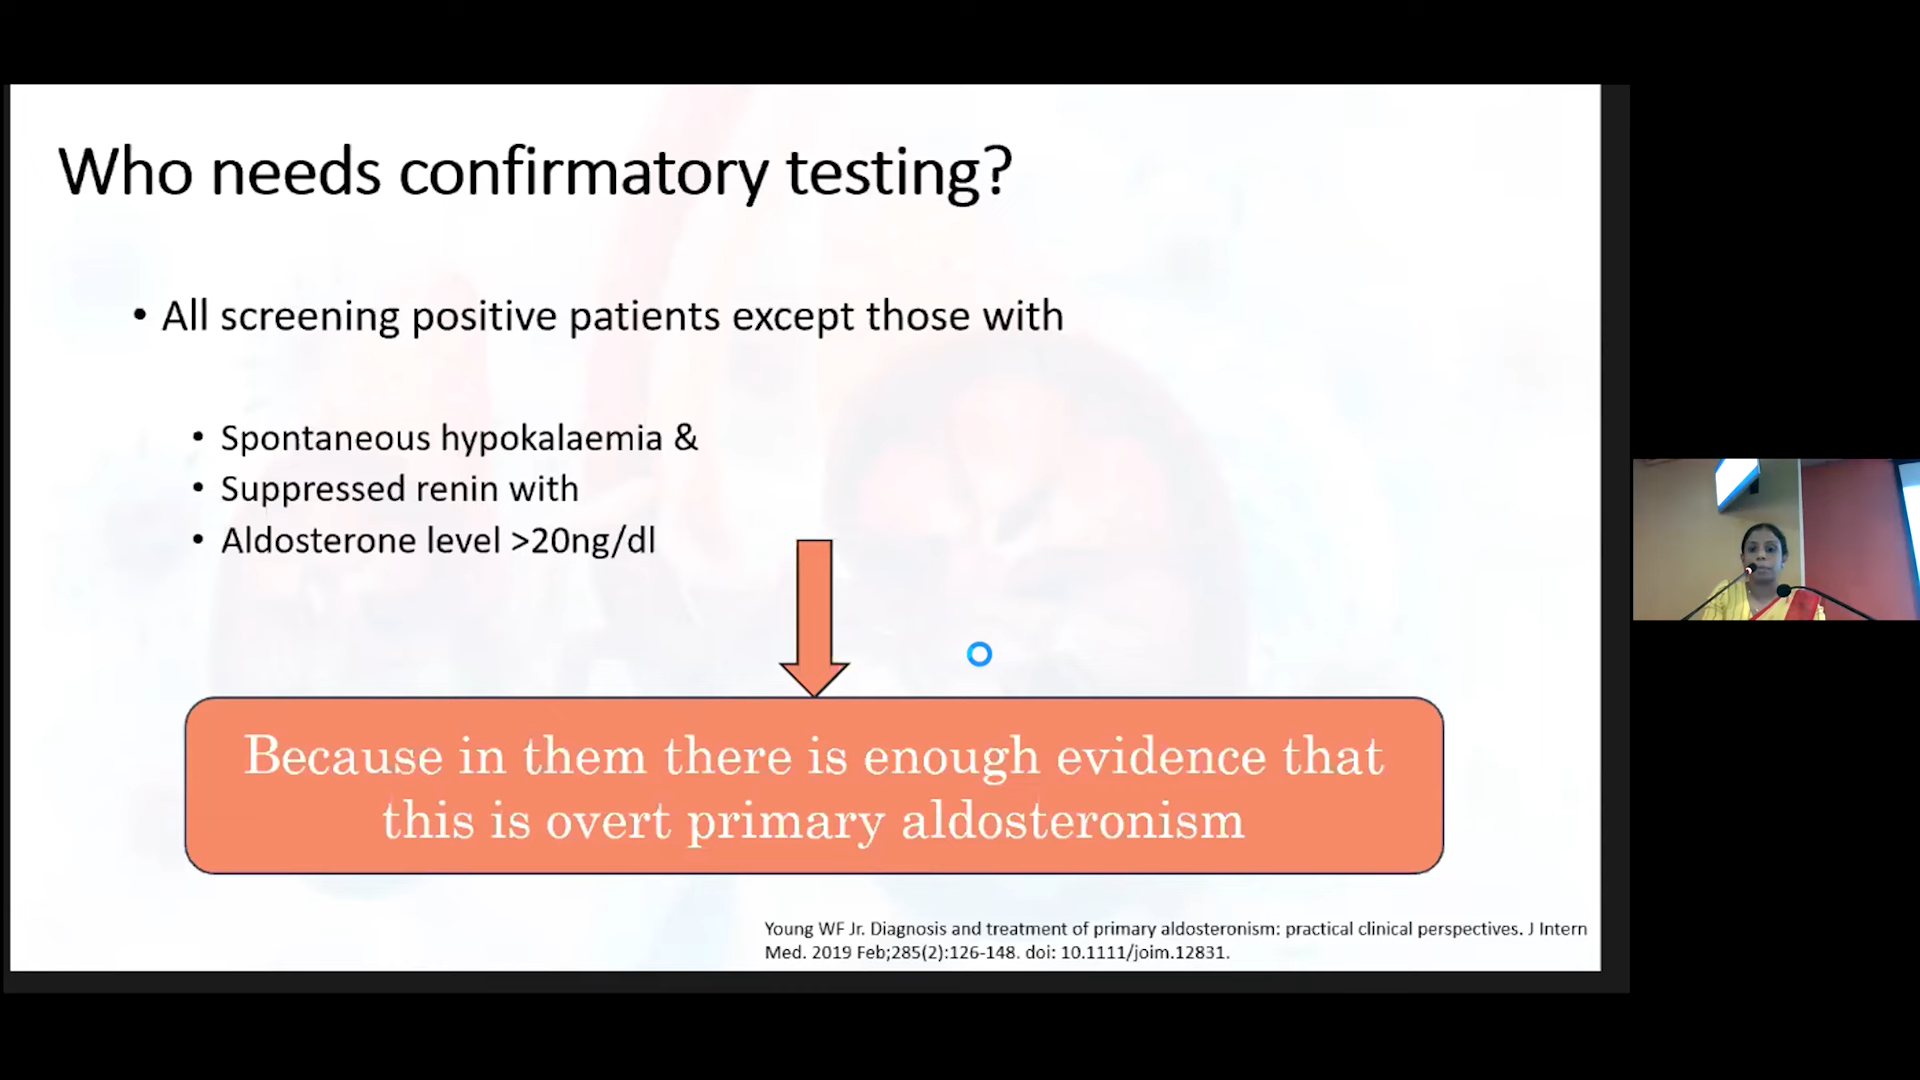 Who needs confirmatory testing?
• All screening positive patients except those with
• Spontaneous hypokalaemia &
• Suppressed renin with
• Aldosterone level >20ng/dl
Because in them there is enough evidence that
this is overt primary aldosteronism
Young WF Jr. Diagnosis and treatment of primary aldosteronism: practical clinical perspectives. J Intern
Med. 2019 Feb;285(2):126-148. doi: 10.1111/joim.12831.